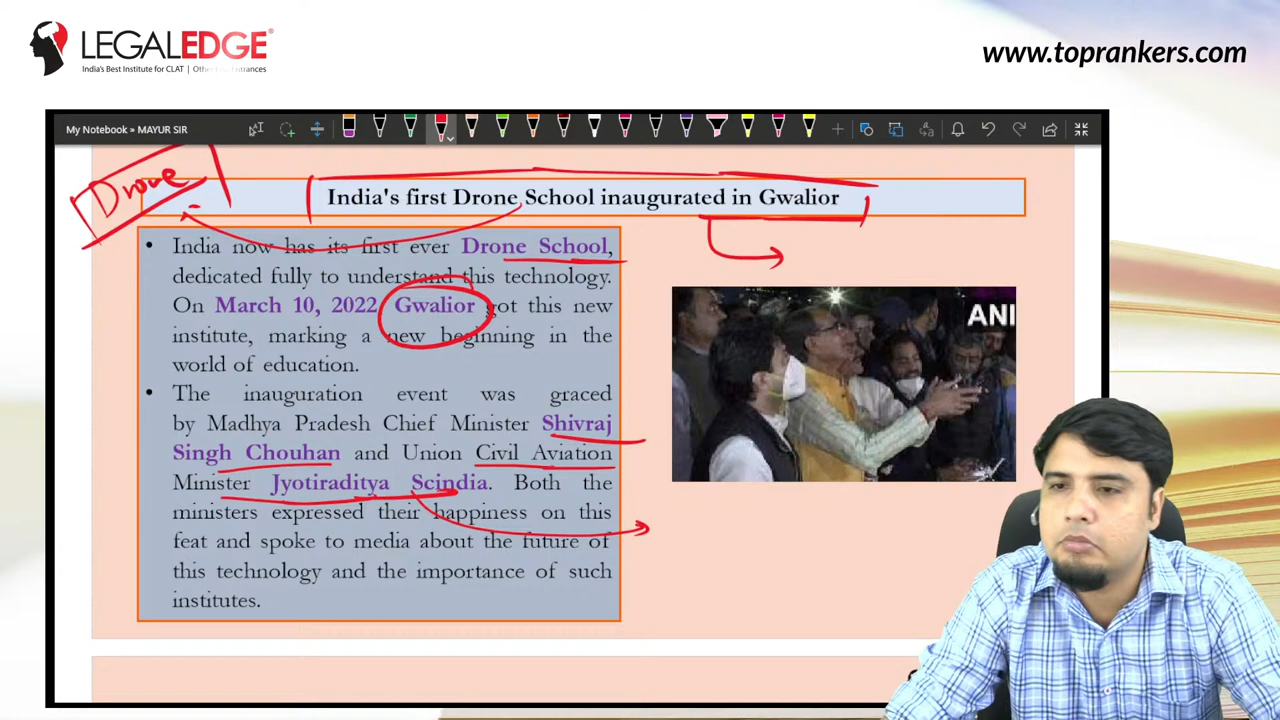 LEGALEDGE®
India's Best Institute for CLAT | Other Law Entrances
www.toprankers.com
My Notebook » MAYUR SIR
Drone
India's first Drone School inaugurated in Gwalior
• India now has its first ever Drone School,
dedicated fully to understand this technology.
On March 10, 2022 Gwalior got this new
institute, marking a new beginning in the
world of education.
• The inauguration event was graced
by Madhya Pradesh Chief Minister Shivraj
Singh Chouhan and Union Civil Aviation
Minister Jyotiraditya Scindia. Both the
ministers expressed their happiness on this
feat and spoke to media about the future of
this technology and the importance of such
institutes.
ANI